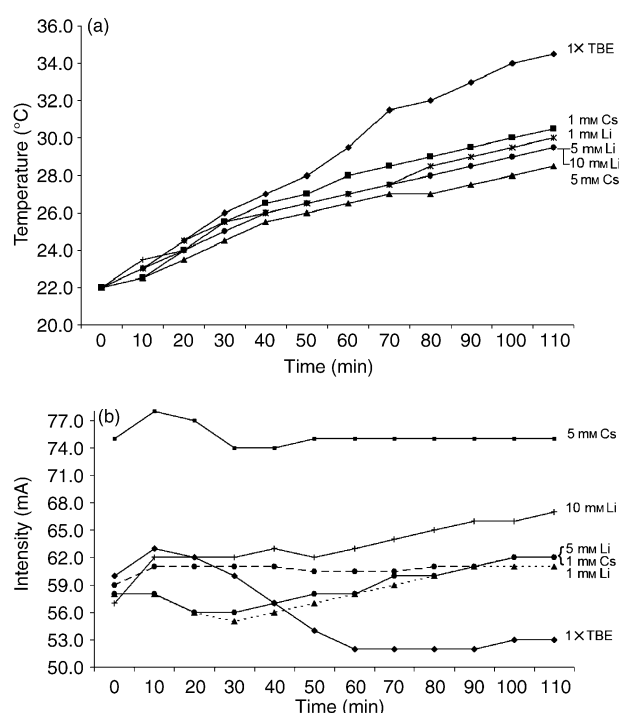 (a)
36.0
34.0
32.0
30.0
28.0
26.0
24.0
22.0
20.0
Temperature (°C)
1× TBE
1 mM Cs
1 mM Li
5 mM Li
10 mM Li
5 mM Cs
0 10 20 30 40 50 60 70 80 90 100 110
Time (min)
(b)
77.0
74.0
71.0
68.0
65.0
62.0
59.0
56.0
53.0
50.0
Intensity (mA)
5 mM Cs
10 mM Li
5 mM Li
1 mM Cs
1 mM Li
1× TBE
0 10 20 30 40 50 60 70 80 90 100 110
Time (min)